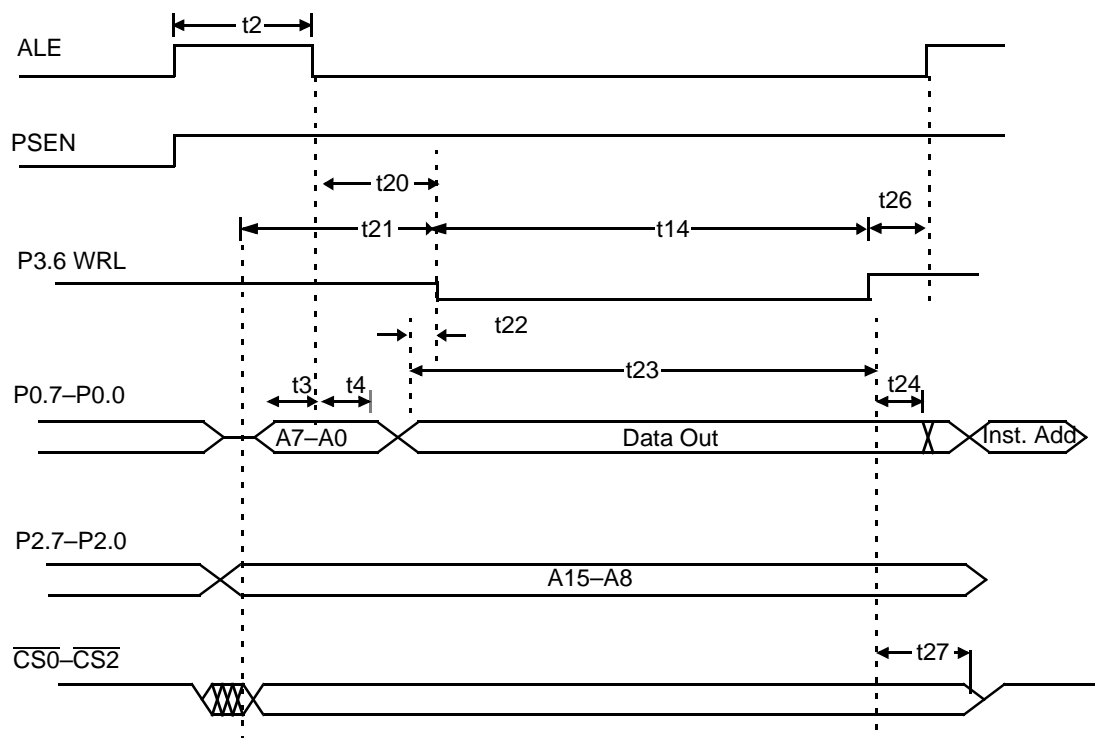 t2
ALE
PSEN
t20
t26
t21
t14
P3.6 WRL
t22
t23
t3
t4
t24
P0.7–P0.0
A7–A0
Data Out
Inst. Add
P2.7–P2.0
A15–A8
t27
CS0–CS2